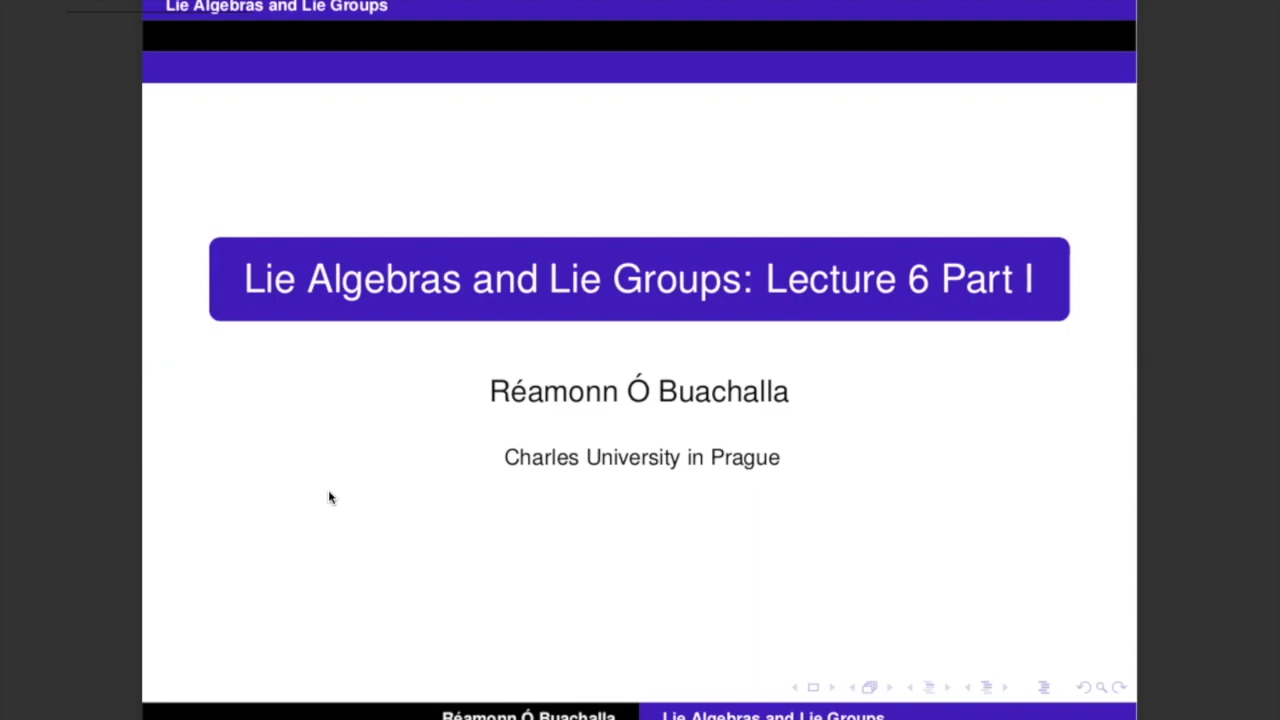 Lie Algebras and Lie Groups
Lie Algebras and Lie Groups: Lecture 6 Part I
Réamonn Ó Buachalla
Charles University in Prague
Réamonn Ó Buachalla
Lie Algebras and Lie Groups